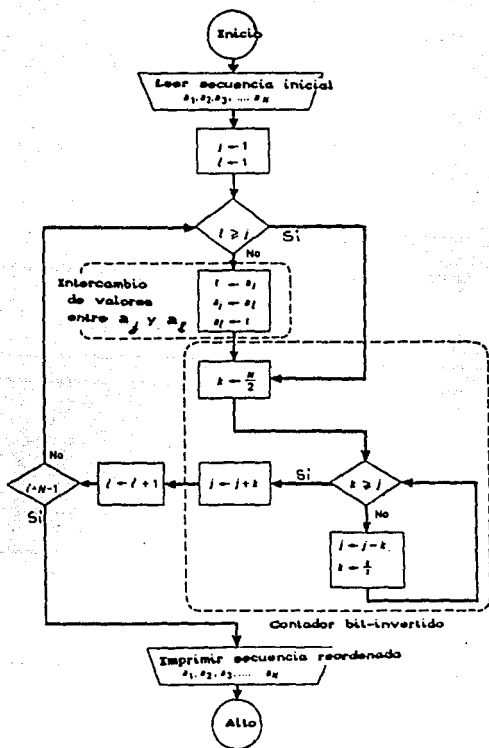 Inicio
Leer secuencia inicial
a1, a2, a3, .... aN
j ← 1
l ← 1
l ≥ j
Si
No
Intercambio
de valores
entre aj y al
t ← aj
aj ← al
al ← t
k ← N/2
No
l=N-1
Si
l ← l+1
j ← j+k
Si
k ≥ j
No
j ← j-k
k ← k/2
Contador bit-invertido
Imprimir secuencia reordenada
a1, a2, a3, .... aN
Alto